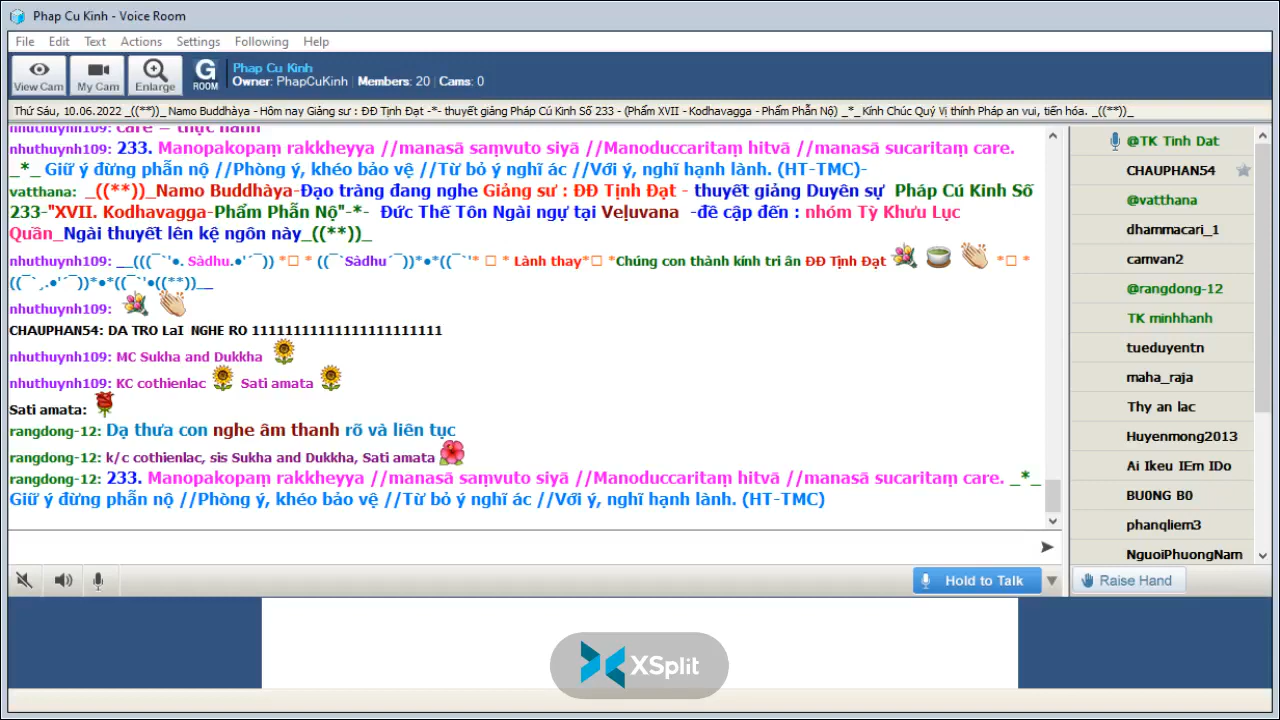 Phap Cu Kinh - Voice Room
File Edit Text Actions Settings Following Help
View Cam My Cam Enlarge G ROOM
Phap Cu Kinh
Owner: PhapCuKinh | Members: 20 | Cams: 0
Thứ Sáu, 10.06.2022 _((**))_ Namo Buddhàya - Hôm nay Giảng sư : ĐĐ Tịnh Đạt -*- thuyết giảng Pháp Cú Kinh Số 233 - (Phẩm XVII - Kodhavagga - Phẩm Phẫn Nộ) _*_ Kính Chúc Quý Vị thính Pháp an vui, tiến hóa. _((**))_
nhuthuynh109: care = thực hành
nhuthuynh109: 233. Manopakopaṃ rakkheyya //manasā saṃvuto siyā //Manoduccaritaṃ hitvā //manasā sucaritaṃ care.
_*_ Giữ ý đừng phẫn nộ //Phòng ý, khéo bảo vệ //Từ bỏ ý nghĩ ác //Với ý, nghĩ hạnh lành. (HT-TMC)-
vatthana: _((**))_Namo Buddhàya-Đạo tràng đang nghe Giảng sư : ĐĐ Tịnh Đạt - thuyết giảng Duyên sự Pháp Cú Kinh Số
233-"XVII. Kodhavagga-Phẩm Phẫn Nộ"-*- Đức Thế Tôn Ngài ngự tại Veḷuvana -đề cập đến : nhóm Tỳ Khưu Lục
Quần_Ngài thuyết lên kệ ngôn này_((**))_
nhuthuynh109: __(((¯`'●. Sàdhu.●'´¯)) *□ * ((¯`Sàdhu´¯))*●*((¯`'* □ * Lành thay*□ *Chúng con thành kính tri ân ĐĐ Tịnh Đạt *□ *
((¯`¸.●'´¯))*●*((¯`'●((**))__
nhuthuynh109:
CHAUPHAN54: DA TRO LaI NGHE RO 11111111111111111111111
nhuthuynh109: MC Sukha and Dukkha
nhuthuynh109: KC cothienlac Sati amata
Sati amata:
rangdong-12: Dạ thưa con nghe âm thanh rõ và liên tục
rangdong-12: k/c cothienlac, sis Sukha and Dukkha, Sati amata
rangdong-12: 233. Manopakopaṃ rakkheyya //manasā saṃvuto siyā //Manoduccaritaṃ hitvā //manasā sucaritaṃ care. _*_
Giữ ý đừng phẫn nộ //Phòng ý, khéo bảo vệ //Từ bỏ ý nghĩ ác //Với ý, nghĩ hạnh lành. (HT-TMC)
@TK Tinh Dat
CHAUPHAN54
@vatthana
dhammacari_1
camvan2
@rangdong-12
TK minhhanh
tueduyentn
maha_raja
Thy an lac
Huyenmong2013
Ai Ikeu IEm IDo
BU0NG B0
phanqliem3
NguoiPhuongNam
Hold to Talk
Raise Hand
XSplit